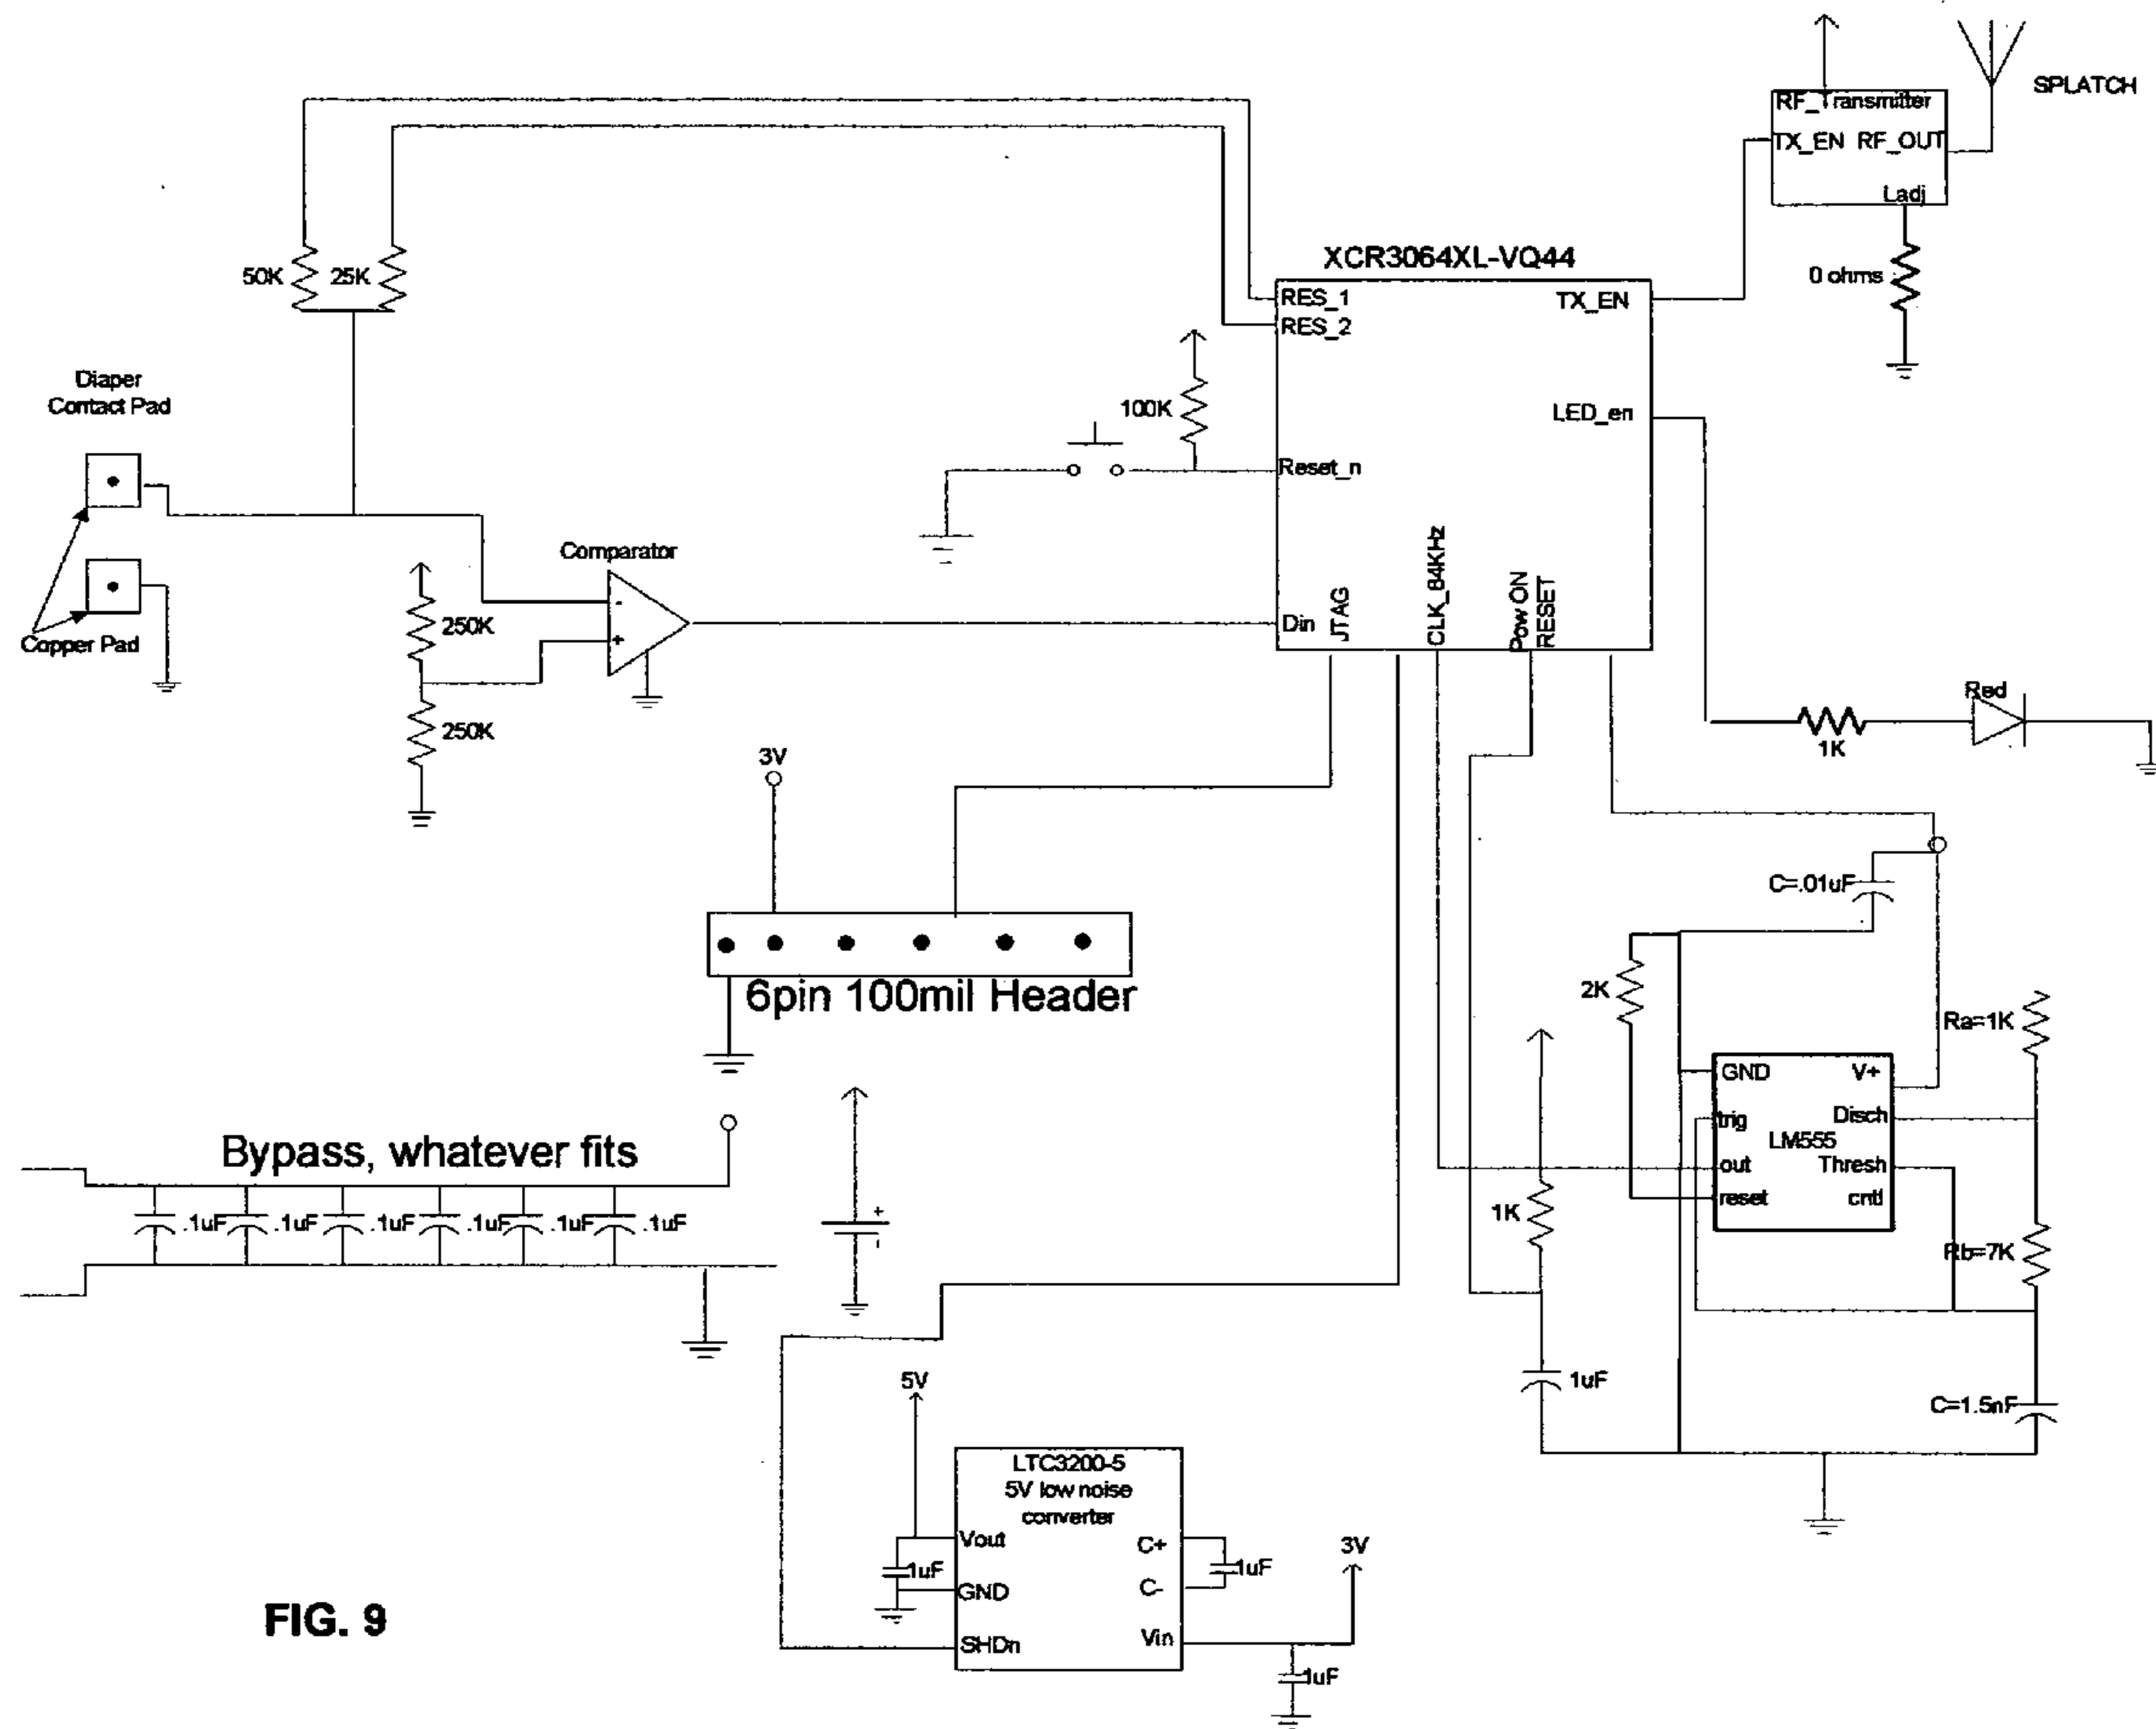 SPLATCH
RF_Transmitter
TX_EN RF_OUT
Ladj
0 ohms
XCR3064XL-VQ44
50K
25K
RES_1
RES_2
TX_EN
Diaper
Contact Pad
100K
LED_en
Reset_n
Comparator
-
+
Din
JTAG
CLK_64KHz
Pow ON
RESET
250K
250K
Copper Pad
Red
1K
3V
C=.01uF
6pin 100mil Header
2K
Ra=1K
GND
V+
trig
Disch
LM555
out
Thresh
reset
cntl
Bypass, whatever fits
.1uF
.1uF
.1uF
.1uF
.1uF
.1uF
+
-
1K
Rb=7K
1uF
C=1.5nF
5V
LTC3200-5
5V low noise
converter
Vout
C+
1uF
1uF
GND
C-
3V
SHDn
Vin
1uF
FIG. 9